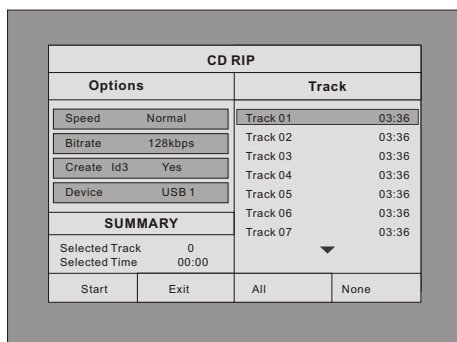 CD RIP
Options
Track
Speed Normal
Bitrate 128kbps
Create Id3 Yes
Device USB 1
SUMMARY
Selected Track 0
Selected Time 00:00
Track 01 03:36
Track 02 03:36
Track 03 03:36
Track 04 03:36
Track 05 03:36
Track 06 03:36
Track 07 03:36
Start Exit All None